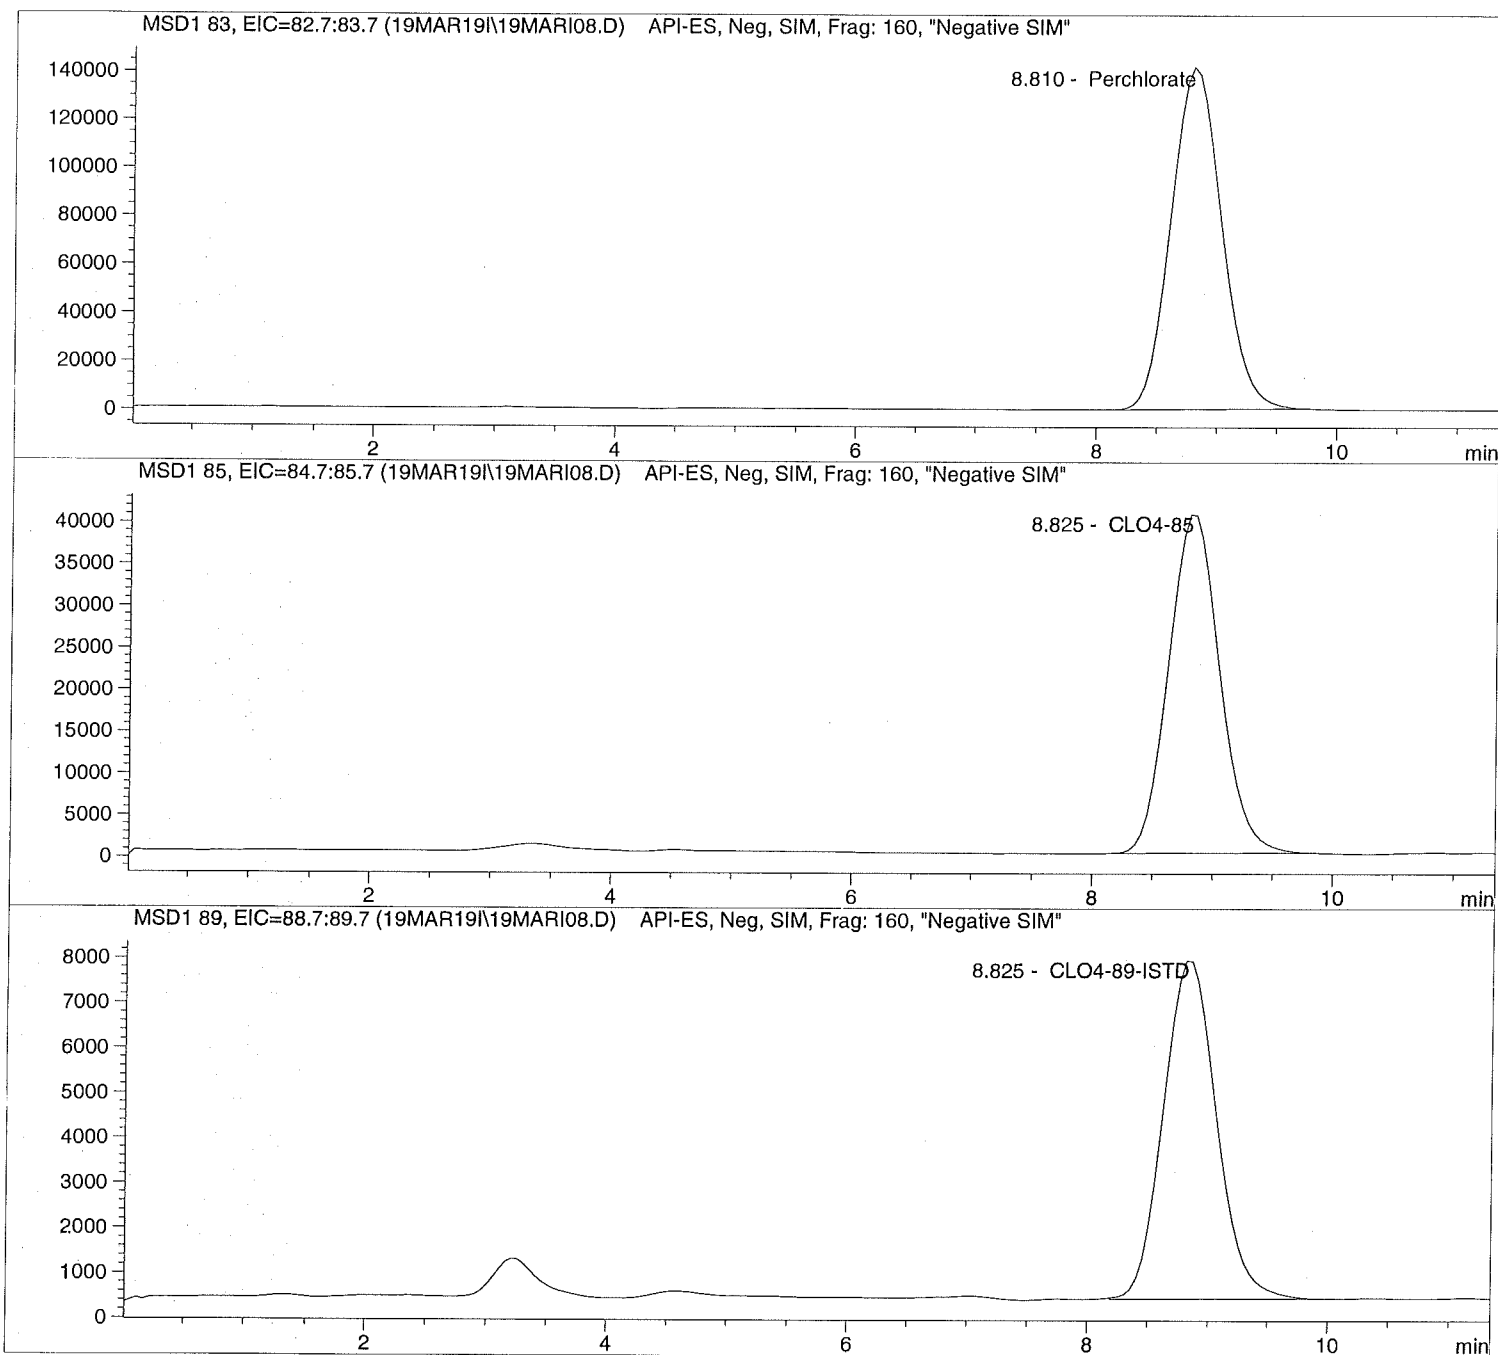 MSD1 83, EIC=82.7:83.7 (19MAR19I\19MARI08.D) API-ES, Neg, SIM, Frag: 160, "Negative SIM"
140000
8.810 - Perchlorate
120000
100000
80000
60000
40000
20000
0
2 4 6 8 10 min
MSD1 85, EIC=84.7:85.7 (19MAR19I\19MARI08.D) API-ES, Neg, SIM, Frag: 160, "Negative SIM"
40000
8.825 - CLO4-85
35000
30000
25000
20000
15000
10000
5000
0
2 4 6 8 10 min
MSD1 89, EIC=88.7:89.7 (19MAR19I\19MARI08.D) API-ES, Neg, SIM, Frag: 160, "Negative SIM"
8000
8.825 - CLO4-89-ISTD
7000
6000
5000
4000
3000
2000
1000
0
2 4 6 8 10 min